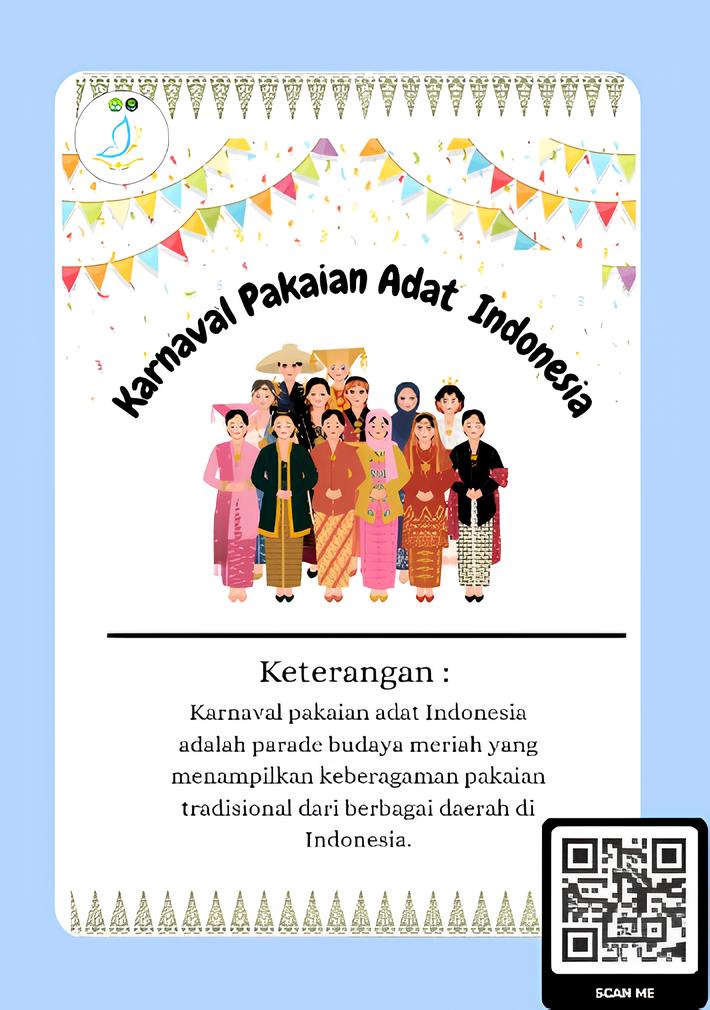 Karnaval Pakaian Adat Indonesia
Keterangan :
Karnaval pakaian adat Indonesia
adalah parade budaya meriah yang
menampilkan keberagaman pakaian
tradisional dari berbagai daerah di
Indonesia.
SCAN ME